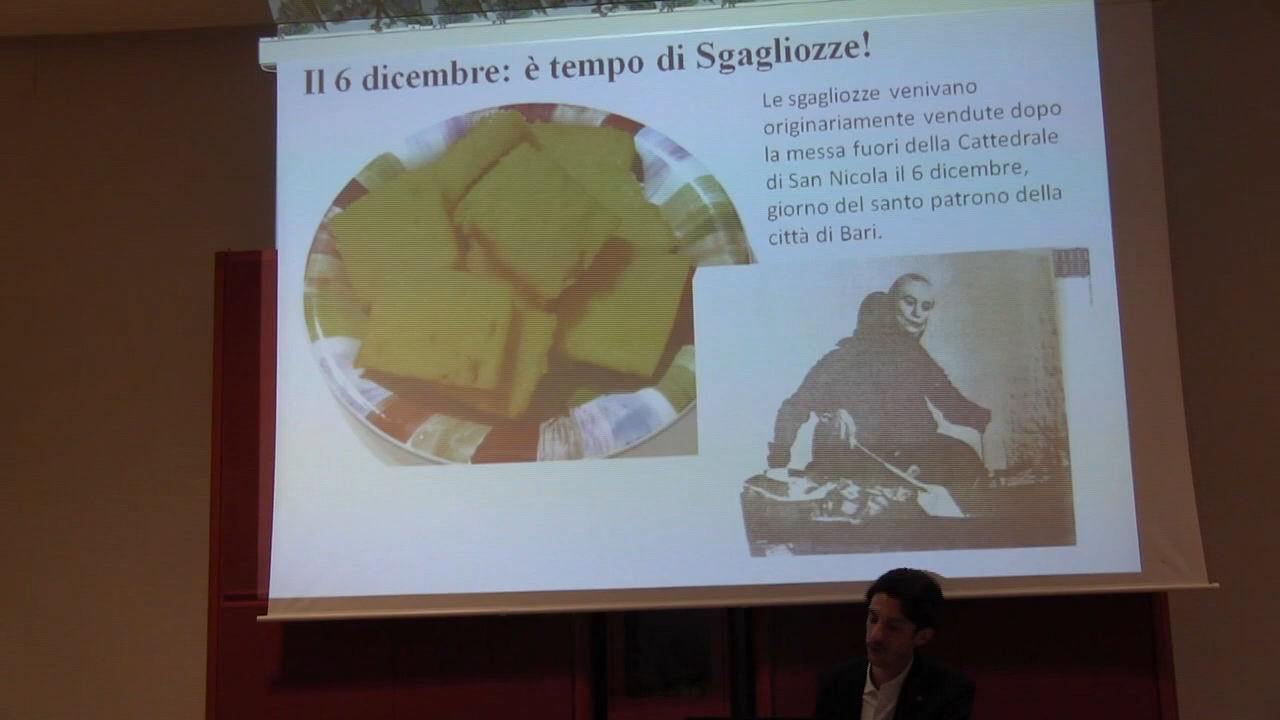 Il 6 dicembre: è tempo di Sgagliozze!
Le sgagliozze venivano
originariamente vendute dopo
la messa fuori della Cattedrale
di San Nicola il 6 dicembre,
giorno del santo patrono della
città di Bari.